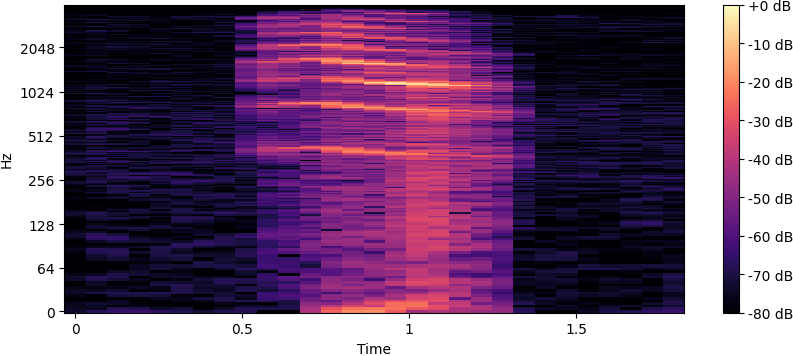 2048
1024
512
256
128
64
0
Hz
0
0.5
1
1.5
Time
+0 dB
-10 dB
-20 dB
-30 dB
-40 dB
-50 dB
-60 dB
-70 dB
-80 dB